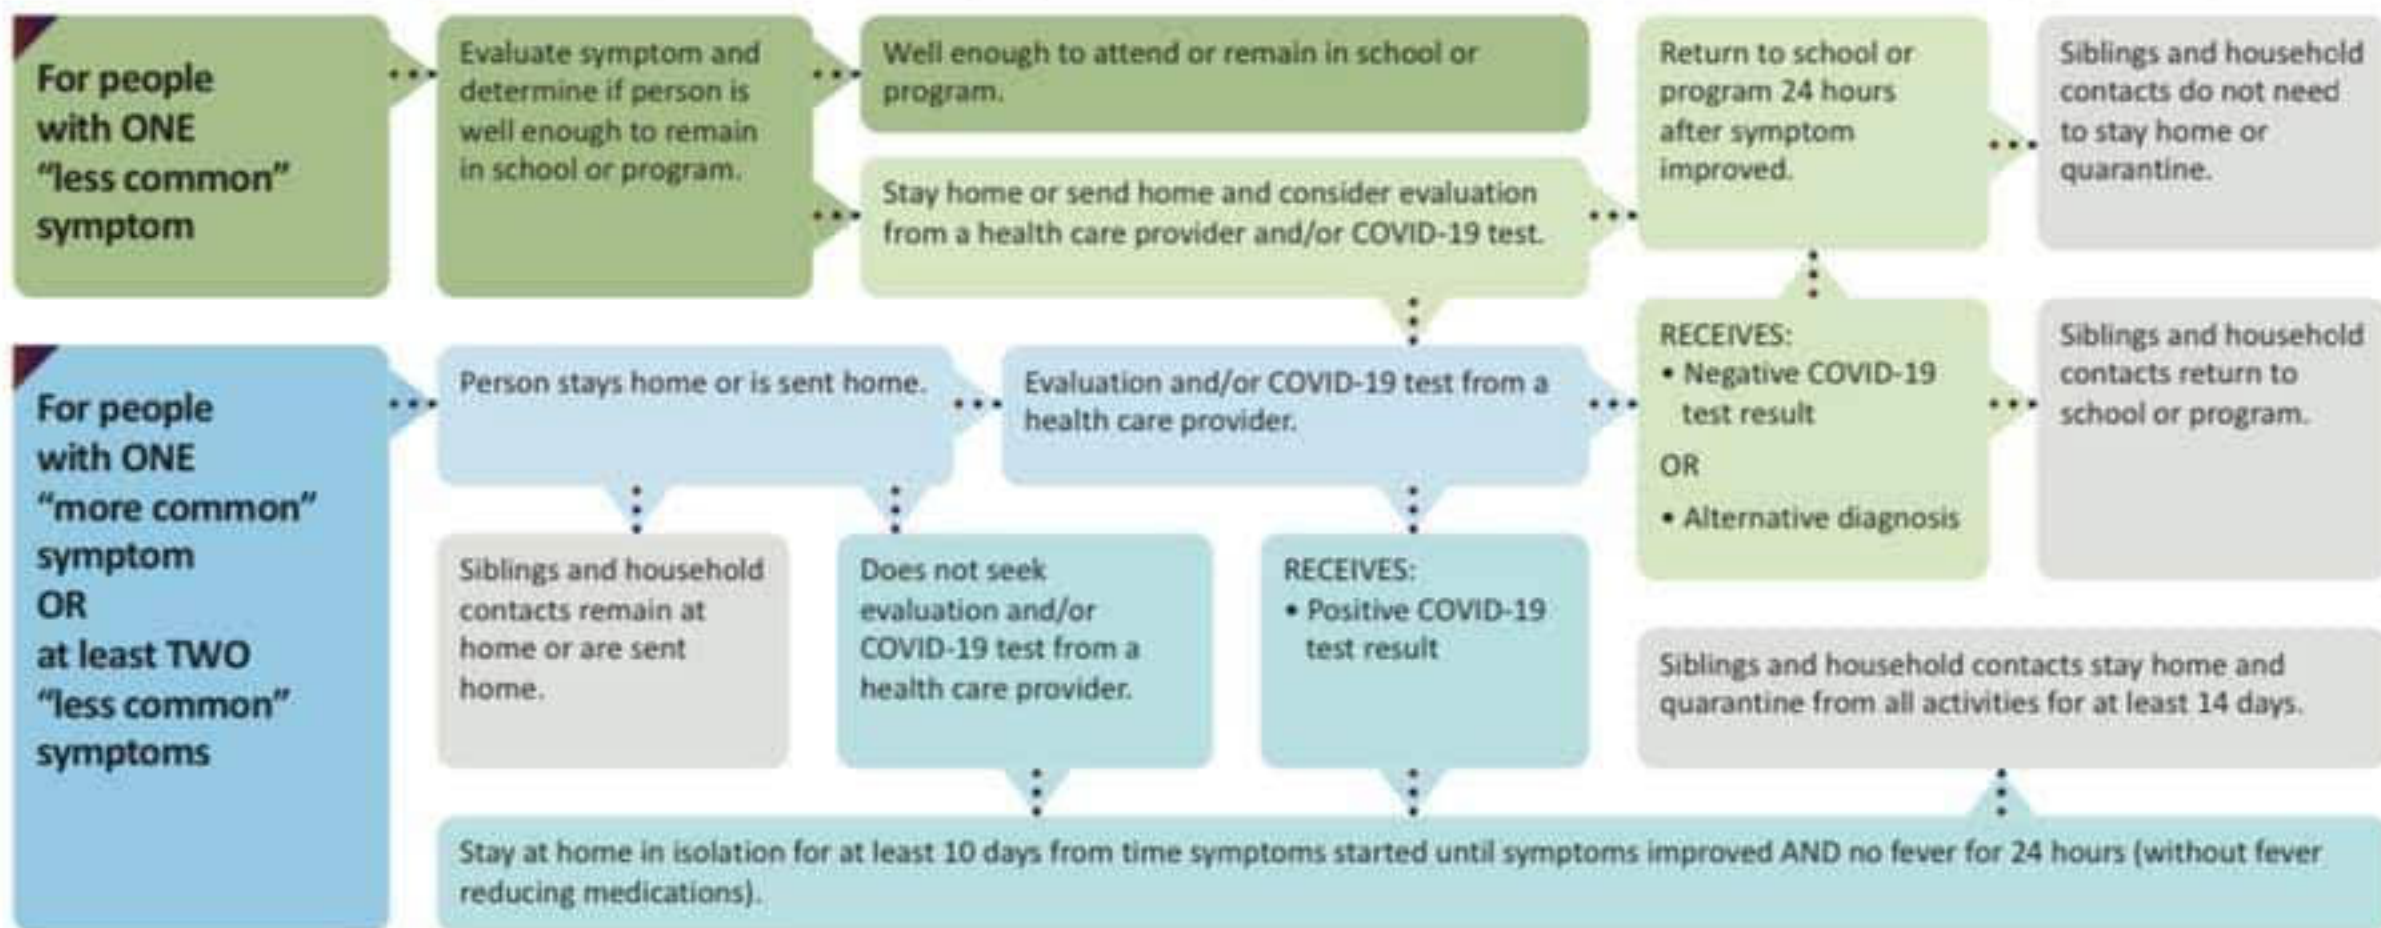 For people
with ONE
“less common”
symptom
Evaluate symptom and
determine if person is
well enough to remain
in school or program.
Well enough to attend or remain in school or
program.
Stay home or send home and consider evaluation
from a health care provider and/or COVID-19 test.
Return to school or
program 24 hours
after symptom
improved.
Siblings and household
contacts do not need
to stay home or
quarantine.
For people
with ONE
“more common”
symptom
OR
at least TWO
“less common”
symptoms
Person stays home or is sent home.
Evaluation and/or COVID-19 test from a
health care provider.
RECEIVES:
• Negative COVID-19
test result
OR
• Alternative diagnosis
Siblings and household
contacts return to
school or program.
Siblings and household
contacts remain at
home or are sent
home.
Does not seek
evaluation and/or
COVID-19 test from a
health care provider.
RECEIVES:
• Positive COVID-19
test result
Siblings and household contacts stay home and
quarantine from all activities for at least 14 days.
Stay at home in isolation for at least 10 days from time symptoms started until symptoms improved AND no fever for 24 hours (without fever
reducing medications).